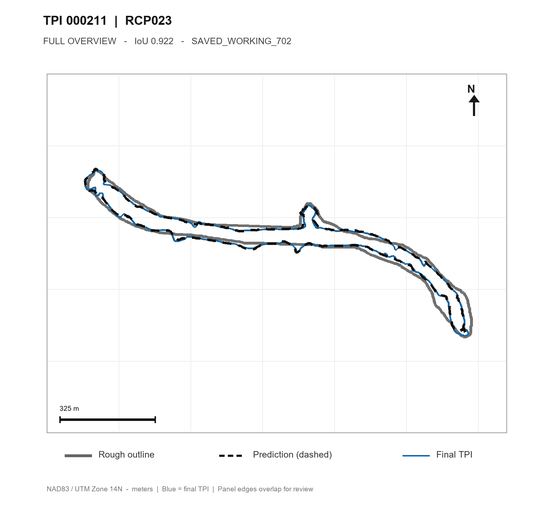 TPI 000211 | RCP023
FULL OVERVIEW - IoU 0.922 - SAVED_WORKING_702
N
325 m
Rough outline Prediction (dashed) Final TPI
NAD83 / UTM Zone 14N - meters | Blue = final TPI | Panel edges overlap for review